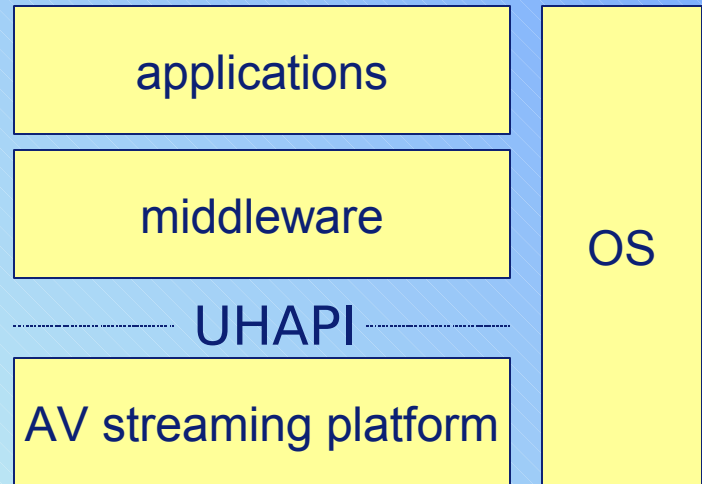 applications
middleware
OS
UHAPI
AV streaming platform